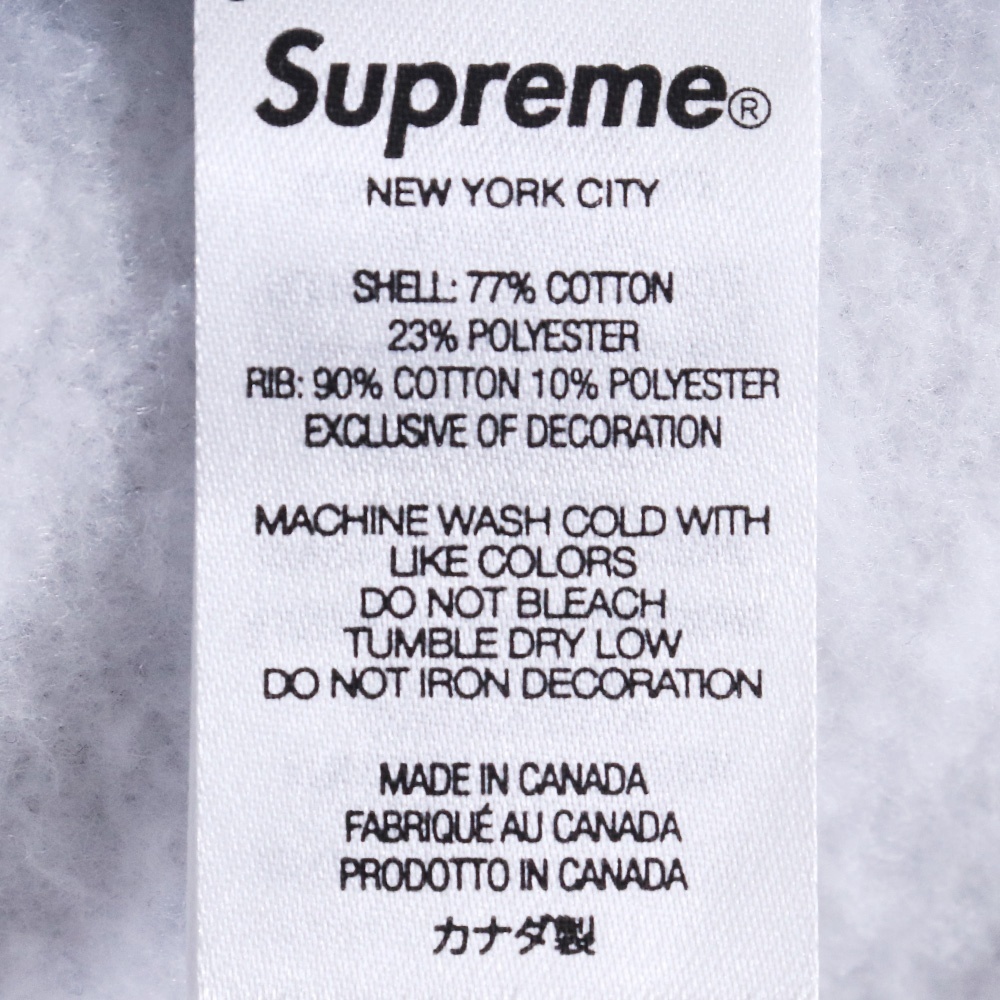 Supreme®
NEW YORK CITY
SHELL: 77% COTTON
23% POLYESTER
RIB: 90% COTTON 10% POLYESTER
EXCLUSIVE OF DECORATION
MACHINE WASH COLD WITH
LIKE COLORS
DO NOT BLEACH
TUMBLE DRY LOW
DO NOT IRON DECORATION
MADE IN CANADA
FABRIQUÉ AU CANADA
PRODOTTO IN CANADA
カナダ製